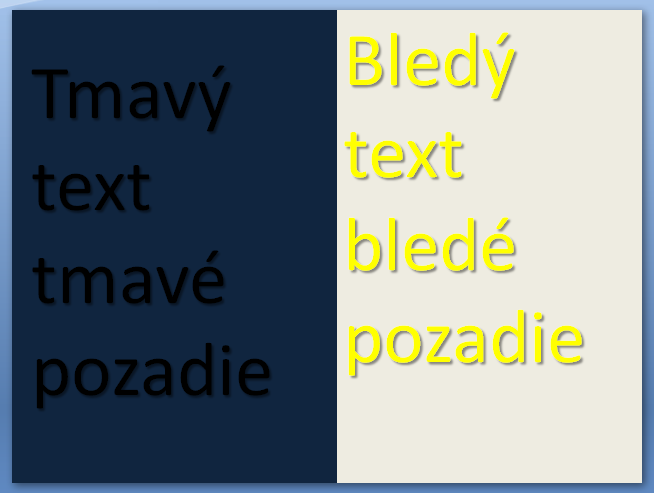 Tmavý
text
tmavé
pozadie
Bledý
text
bledé
pozadie